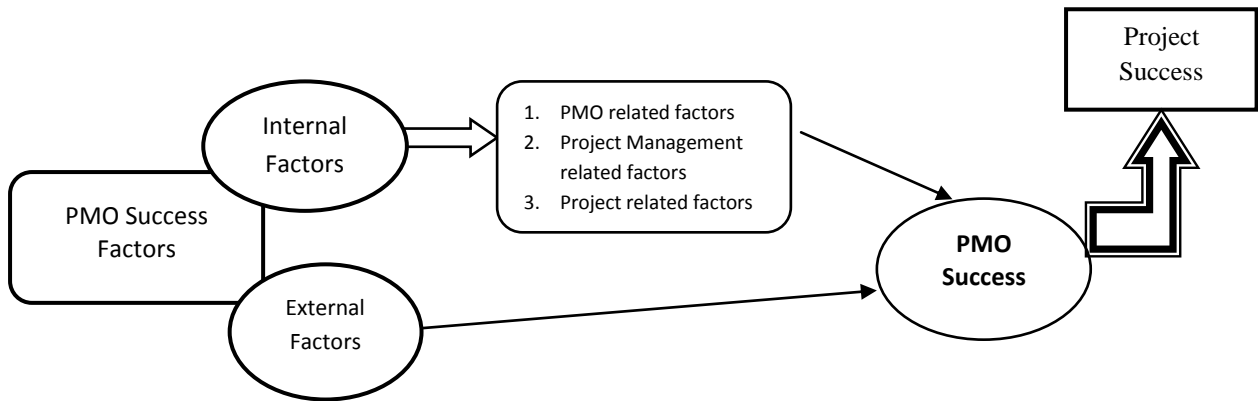 Project
Success
Internal
Factors
1. PMO related factors
2. Project Management
related factors
3. Project related factors
PMO Success
Factors
PMO
Success
External
Factors